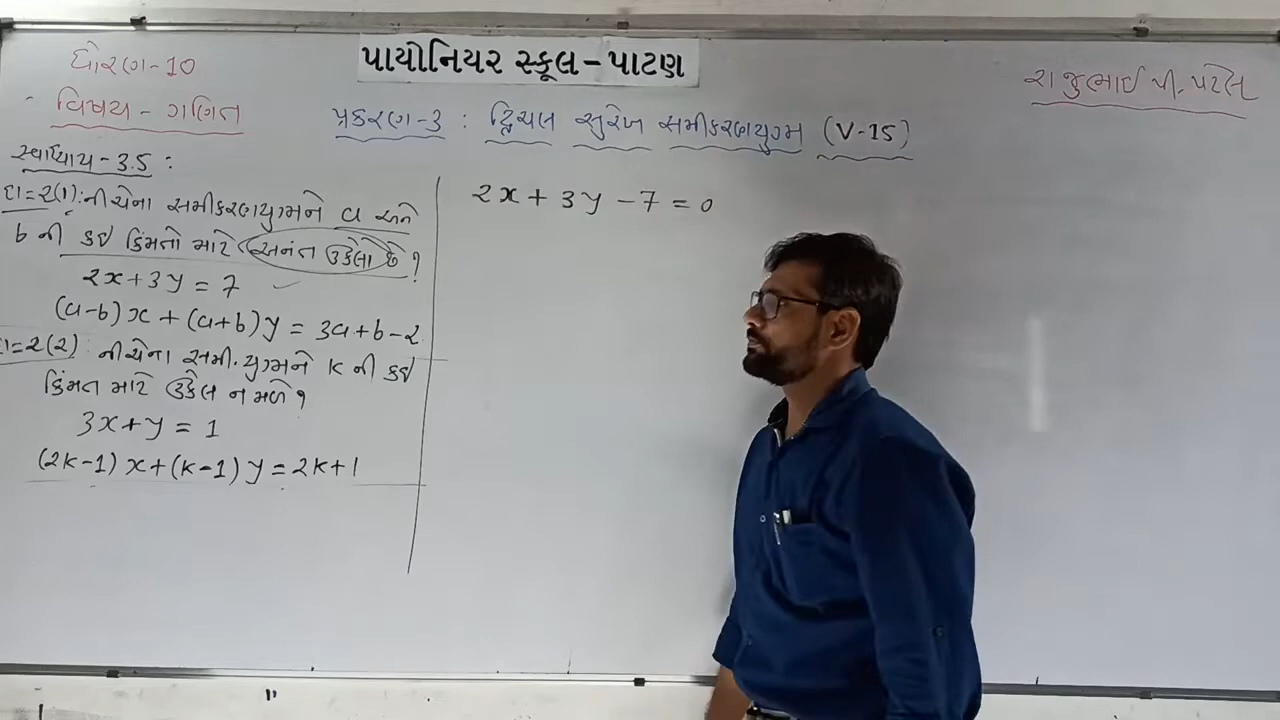 પાયોનિયર સ્કૂલ - પાટણ
ધોરણ-10
વિષય - ગણિત
રાજુભાઈ પી. પટેલ
પ્રકરણ-3 : દ્વિચલ સુરેખ સમીકરણયુગ્મ (V-15)
સ્વાધ્યાય - 3.5 :
દા=2(1): નીચેના સમીકરણયુગ્મને a અને
b ની કઈ કિંમતો માટે અનંત ઉકેલો છે ?
2x+3y = 7
(a-b)x + (a+b)y = 3a+b-2
દા=2(2): નીચેના સમી.યુગ્મને k ની કઈ
કિંમત માટે ઉકેલ ન મળે ?
3x+y = 1
(2k-1)x+(k-1)y = 2k+1
2x + 3y - 7 = 0